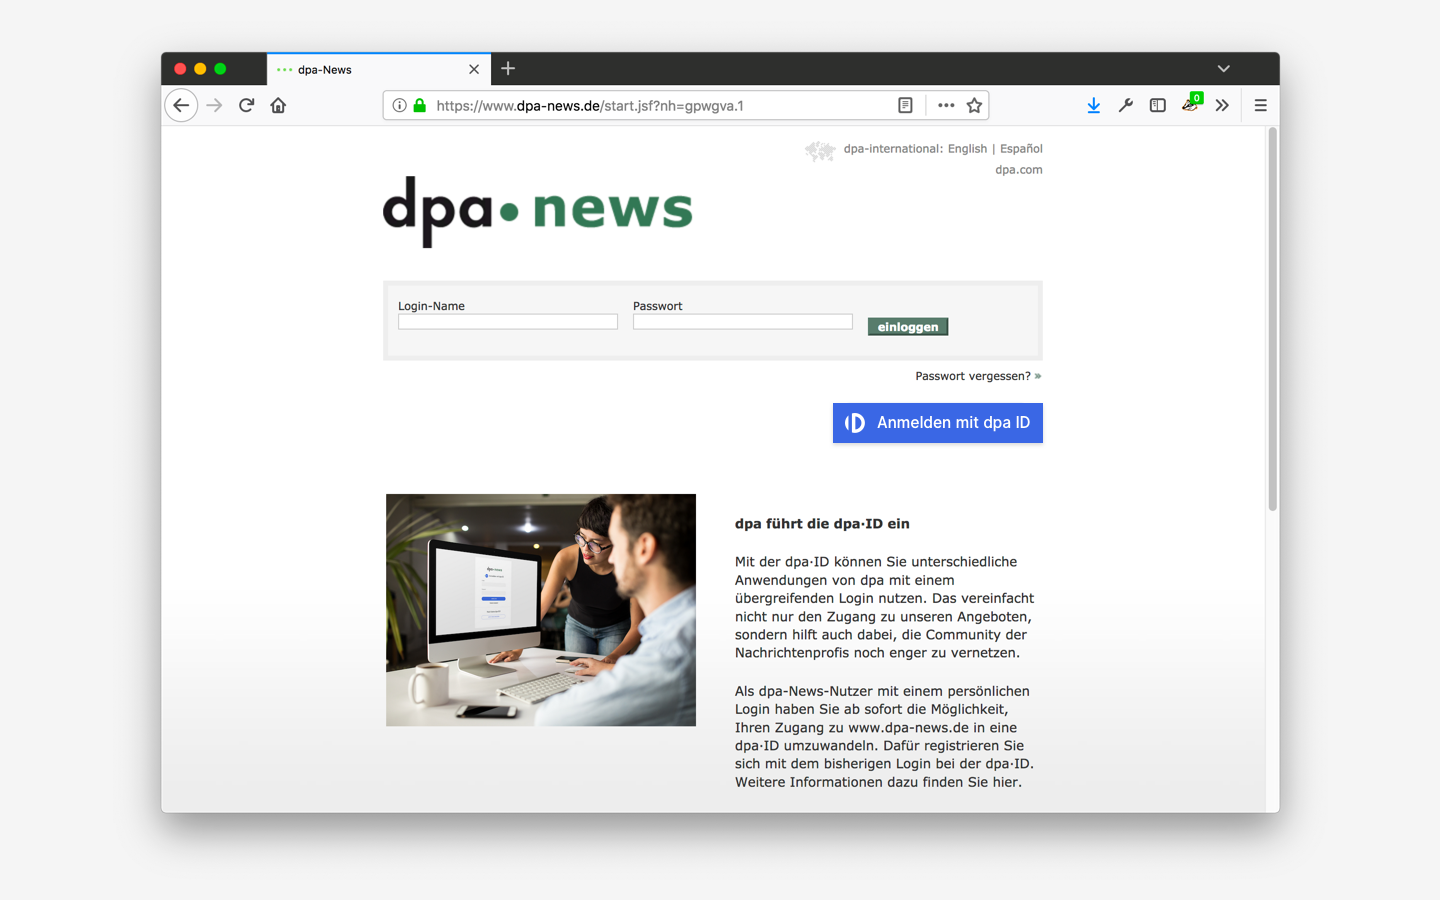 dpa-News
https://www.dpa-news.de/start.jsf?nh=gpwgva.1
0
dpa-international: English | Español
dpa.com
dpa•news
Login-Name
Passwort
einloggen
Passwort vergessen? »
ID Anmelden mit dpa ID
dpa führt die dpa·ID ein
Mit der dpa·ID können Sie unterschiedliche
Anwendungen von dpa mit einem
übergreifenden Login nutzen. Das vereinfacht
nicht nur den Zugang zu unseren Angeboten,
sondern hilft auch dabei, die Community der
Nachrichtenprofis noch enger zu vernetzen.
Als dpa-News-Nutzer mit einem persönlichen
Login haben Sie ab sofort die Möglichkeit,
Ihren Zugang zu www.dpa-news.de in eine
dpa·ID umzuwandeln. Dafür registrieren Sie
sich mit dem bisherigen Login bei der dpa·ID.
Weitere Informationen dazu finden Sie hier.